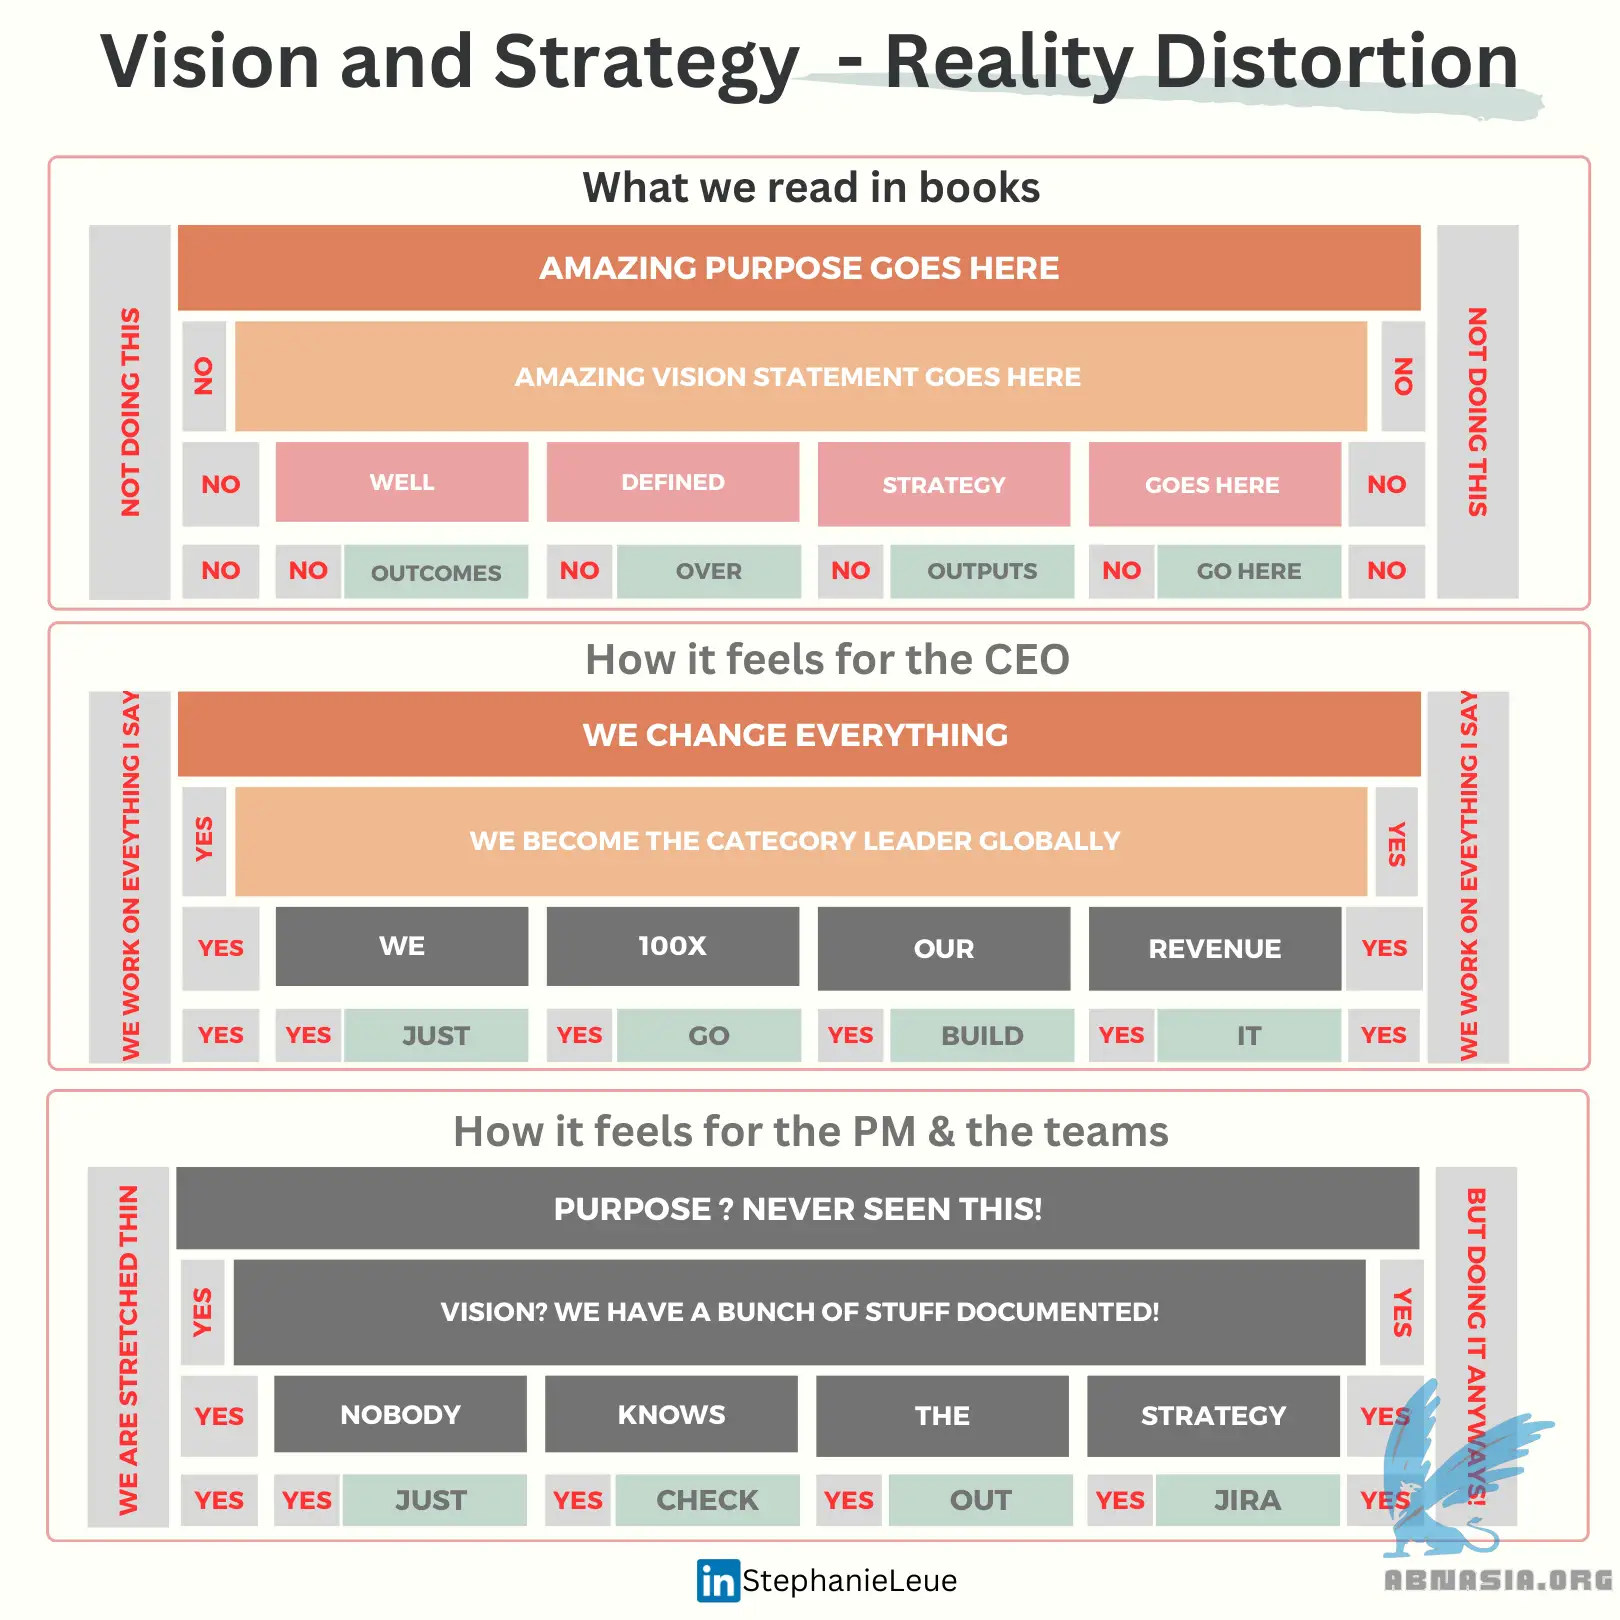 Vision and Strategy - Reality Distortion
What we read in books
NOT DOING THIS
AMAZING PURPOSE GOES HERE
NOT DOING THIS
NO
AMAZING VISION STATEMENT GOES HERE
NO
NO
WELL
DEFINED
STRATEGY
GOES HERE
NO
NO
NO
OUTCOMES
NO
OVER
NO
OUTPUTS
NO
GO HERE
NO
How it feels for the CEO
WE WORK ON EVEYTHING I SAY
WE CHANGE EVERYTHING
WE WORK ON EVEYTHING I SAY
YES
WE BECOME THE CATEGORY LEADER GLOBALLY
YES
YES
WE
100X
OUR
REVENUE
YES
YES
YES
JUST
YES
GO
YES
BUILD
YES
IT
YES
How it feels for the PM & the teams
WE ARE STRETCHED THIN
PURPOSE ? NEVER SEEN THIS!
BUT DOING IT ANYWAYS!
YES
VISION? WE HAVE A BUNCH OF STUFF DOCUMENTED!
YES
YES
NOBODY
KNOWS
THE
STRATEGY
YES
YES
YES
JUST
YES
CHECK
YES
OUT
YES
JIRA
YES
in StephanieLeue
ABNASIA.ORG